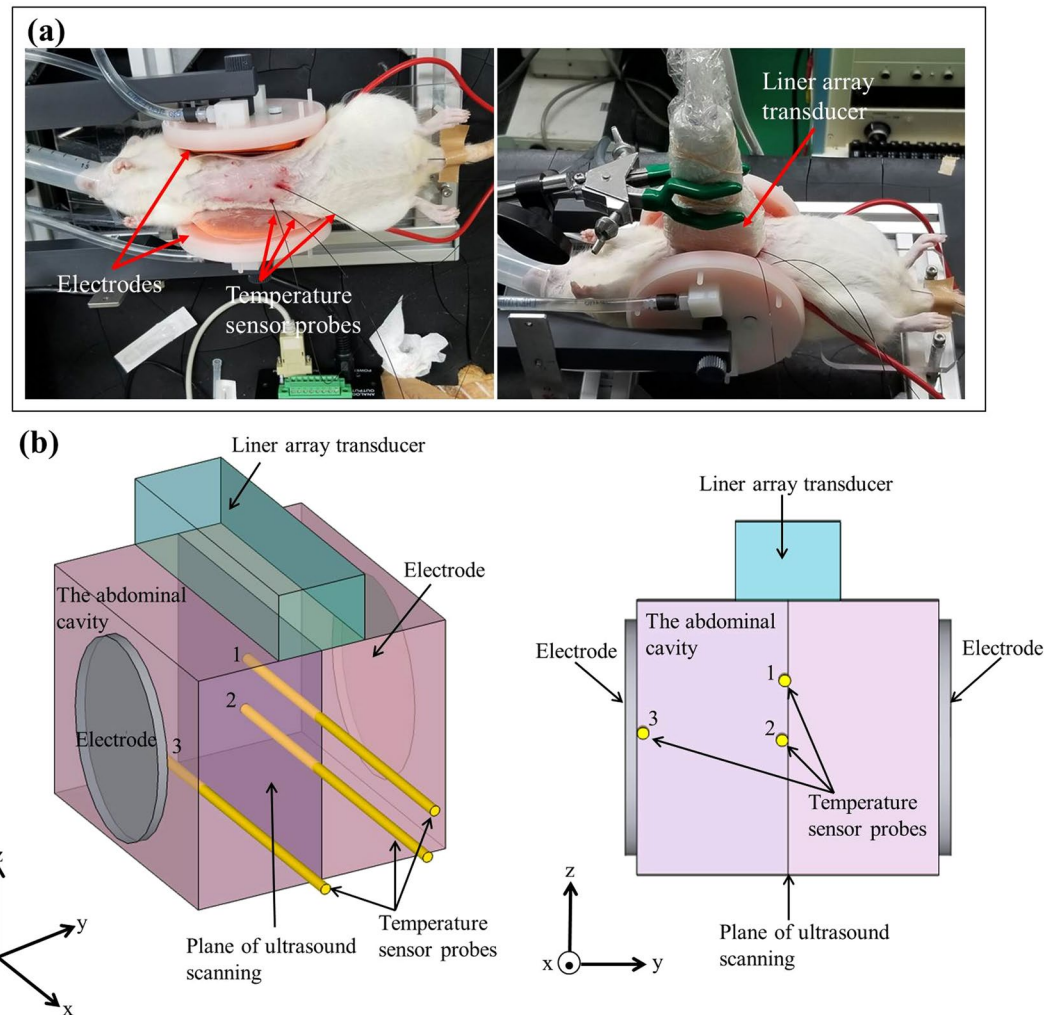 (a)
Liner array
transducer
Electrodes
Temperature
sensor probes
(b)
Liner array transducer
Electrode
The abdominal
cavity
1
2
Electrode
3
Temperature
sensor probes
Plane of ultrasound
scanning
z
y
x
Liner array transducer
The abdominal
cavity
Electrode
Electrode
1
3
2
Temperature
sensor probes
Plane of ultrasound
scanning
z
x
y